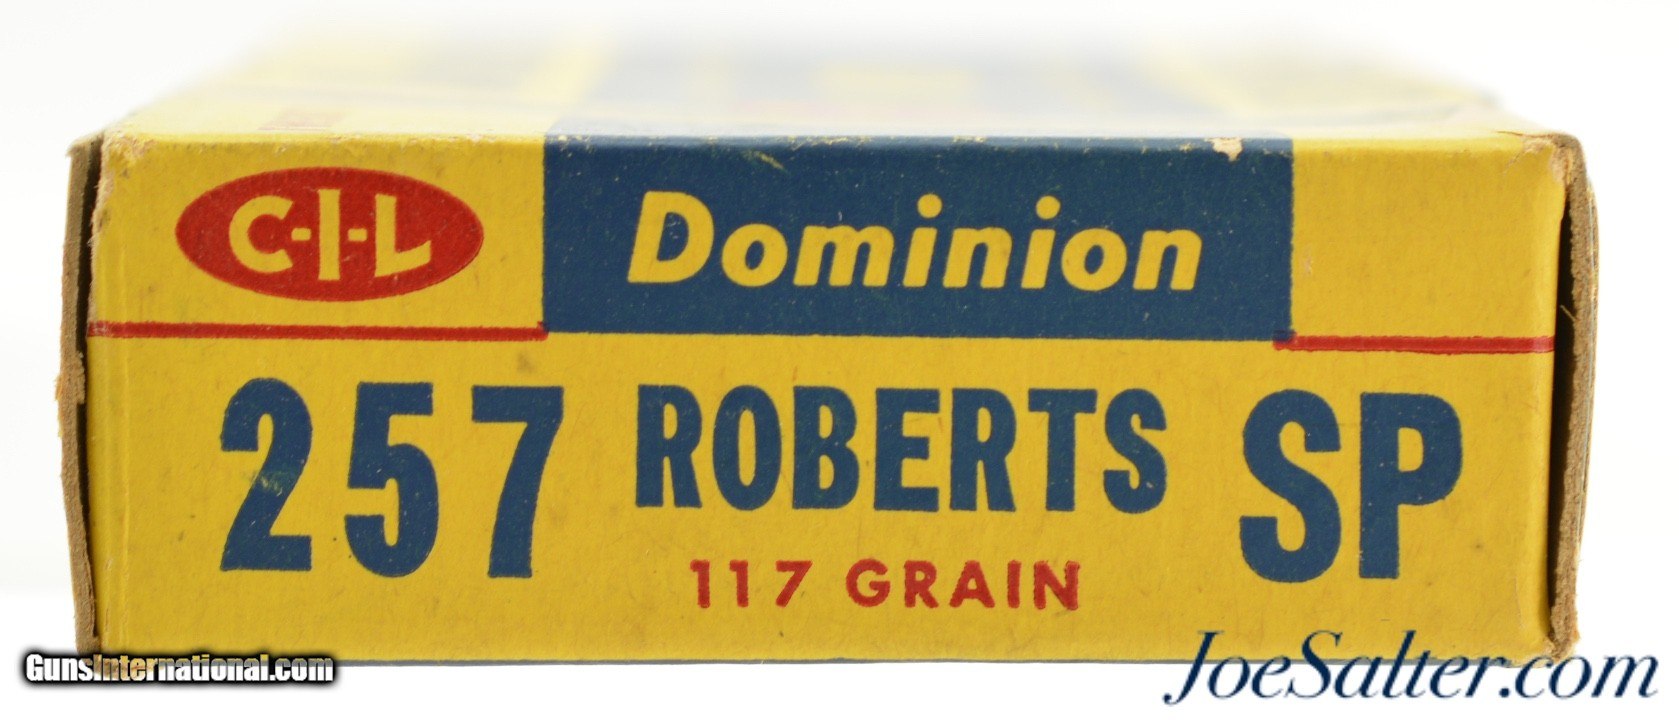 C-I-L Dominion
257 ROBERTS SP
117 GRAIN
GunsInternational.com
JoeSalter.com